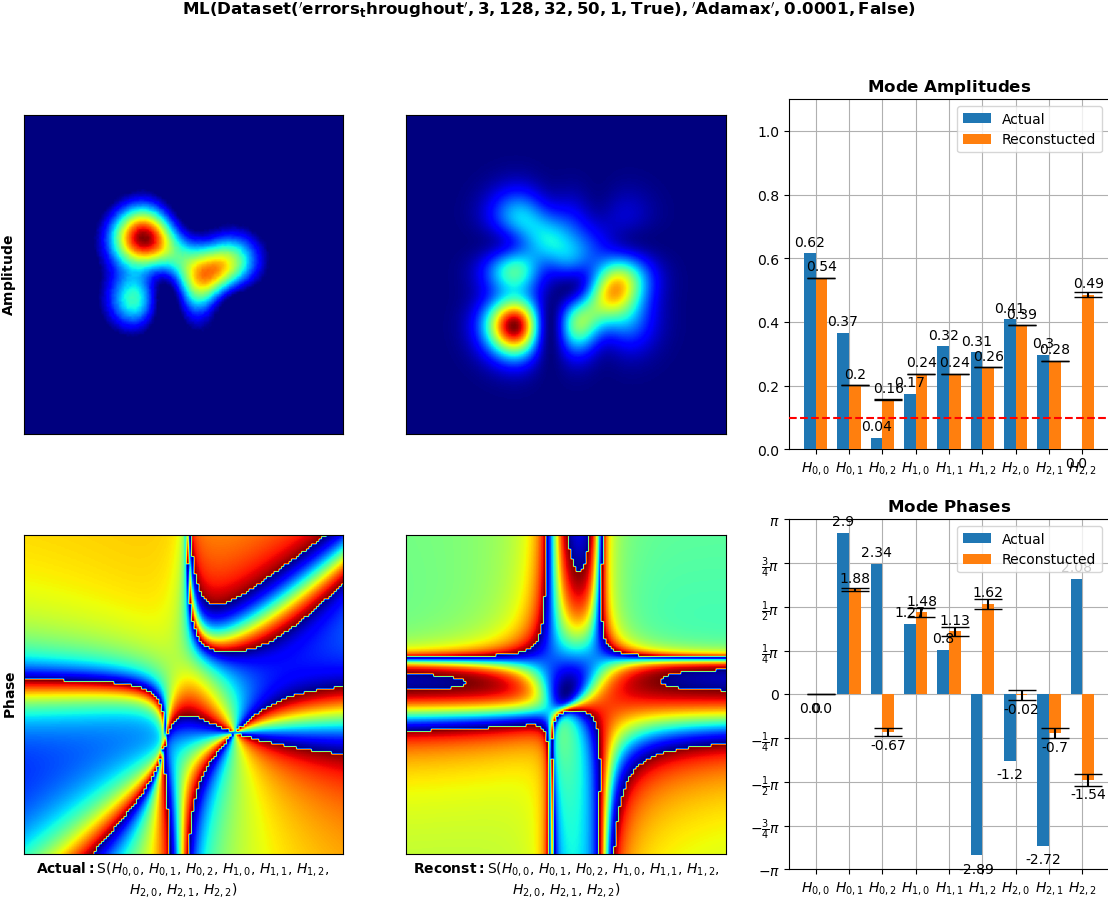 ML(Dataset('errors_throughout', 3, 128, 32, 50, 1, True), 'Adamax', 0.0001, False)
Mode Amplitudes
Actual
Reconstucted
1.0
0.8
0.6
0.4
0.2
0.0
0.62
0.54
0.37
0.2
0.04
0.16
0.17
0.24
0.32
0.24
0.31
0.26
0.41
0.39
0.3
0.28
0.0
0.49
H0,0 H0,1 H0,2 H1,0 H1,1 H1,2 H2,0 H2,1 H2,2
Amplitude
Mode Phases
Actual
Reconstucted
π
3/4π
1/2π
1/4π
0
−1/4π
−1/2π
−3/4π
−π
0.0
0.0
2.9
1.88
2.34
-0.67
1.48
0.8
1.13
-2.89
1.62
-1.2
-0.02
-2.72
-0.7
2.08
-1.54
H0,0 H0,1 H0,2 H1,0 H1,1 H1,2 H2,0 H2,1 H2,2
Phase
Actual: S(H0,0, H0,1, H0,2, H1,0, H1,1, H1,2,
H2,0, H2,1, H2,2)
Reconst: S(H0,0, H0,1, H0,2, H1,0, H1,1, H1,2,
H2,0, H2,1, H2,2)